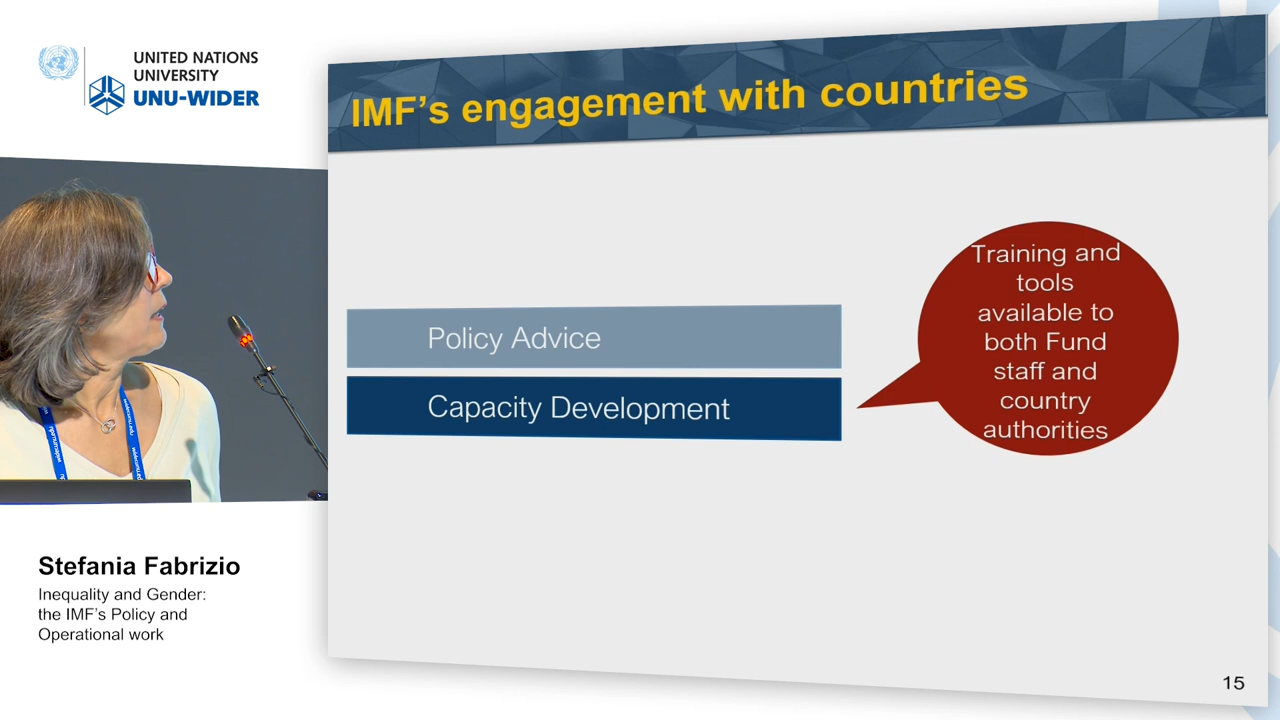 UNITED NATIONS
UNIVERSITY
UNU-WIDER
IMF's engagement with countries
Policy Advice
Capacity Development
Training and
tools
available to
both Fund
staff and
country
authorities
Stefania Fabrizio
Inequality and Gender:
the IMF's Policy and
Operational work
15